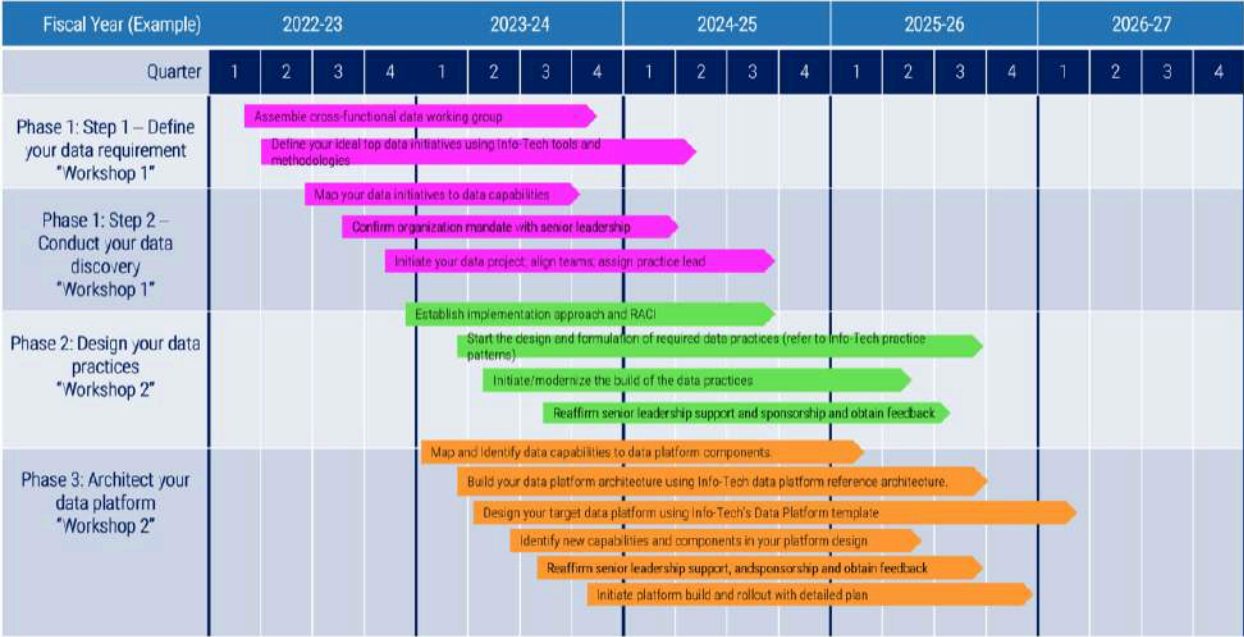 Fiscal Year (Example) 2022-23 2023-24 2024-25 2025-26 2026-27
Quarter 1 2 3 4 1 2 3 4 1 2 3 4 1 2 3 4 1 2 3 4
Phase 1: Step 1 – Define
your data requirement
"Workshop 1"
Assemble cross-functional data working group
Define your ideal top data initiatives using Info-Tech tools and
methodologies
Phase 1: Step 2 –
Conduct your data
discovery
"Workshop 1"
Map your data initiatives to data capabilities
Confirm organization mandate with senior leadership
Initiate your data project; align teams; assign practice lead
Phase 2: Design your data
practices
"Workshop 2"
Establish implementation approach and RACI
Start the design and formulation of required data practices (refer to Info-Tech practice
patterns)
Initiate/modernize the build of the data practices
Reaffirm senior leadership support and sponsorship and obtain feedback
Phase 3: Architect your
data platform
"Workshop 2"
Map and Identify data capabilities to data platform components.
Build your data platform architecture using Info-Tech data platform reference architecture.
Design your target data platform using Info-Tech's Data Platform template
Identify new capabilities and components in your platform design
Reaffirm senior leadership support, andsponsorship and obtain feedback
Initiate platform build and rollout with detailed plan